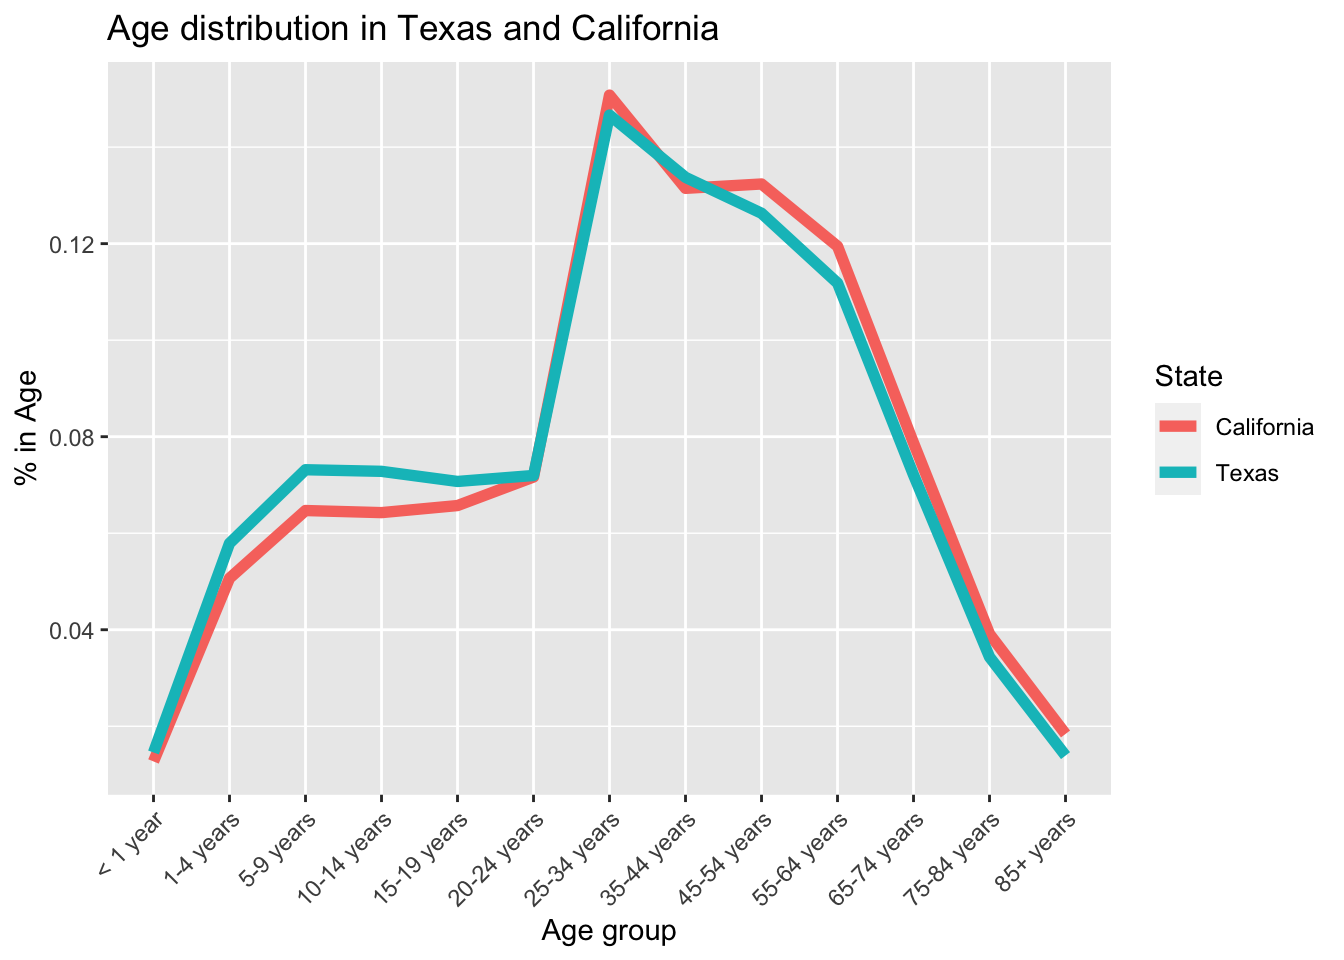 Age distribution in Texas and California
% in Age
0.12
0.08
0.04
< 1 year
1-4 years
5-9 years
10-14 years
15-19 years
20-24 years
25-34 years
35-44 years
45-54 years
55-64 years
65-74 years
75-84 years
85+ years
Age group
State
California
Texas